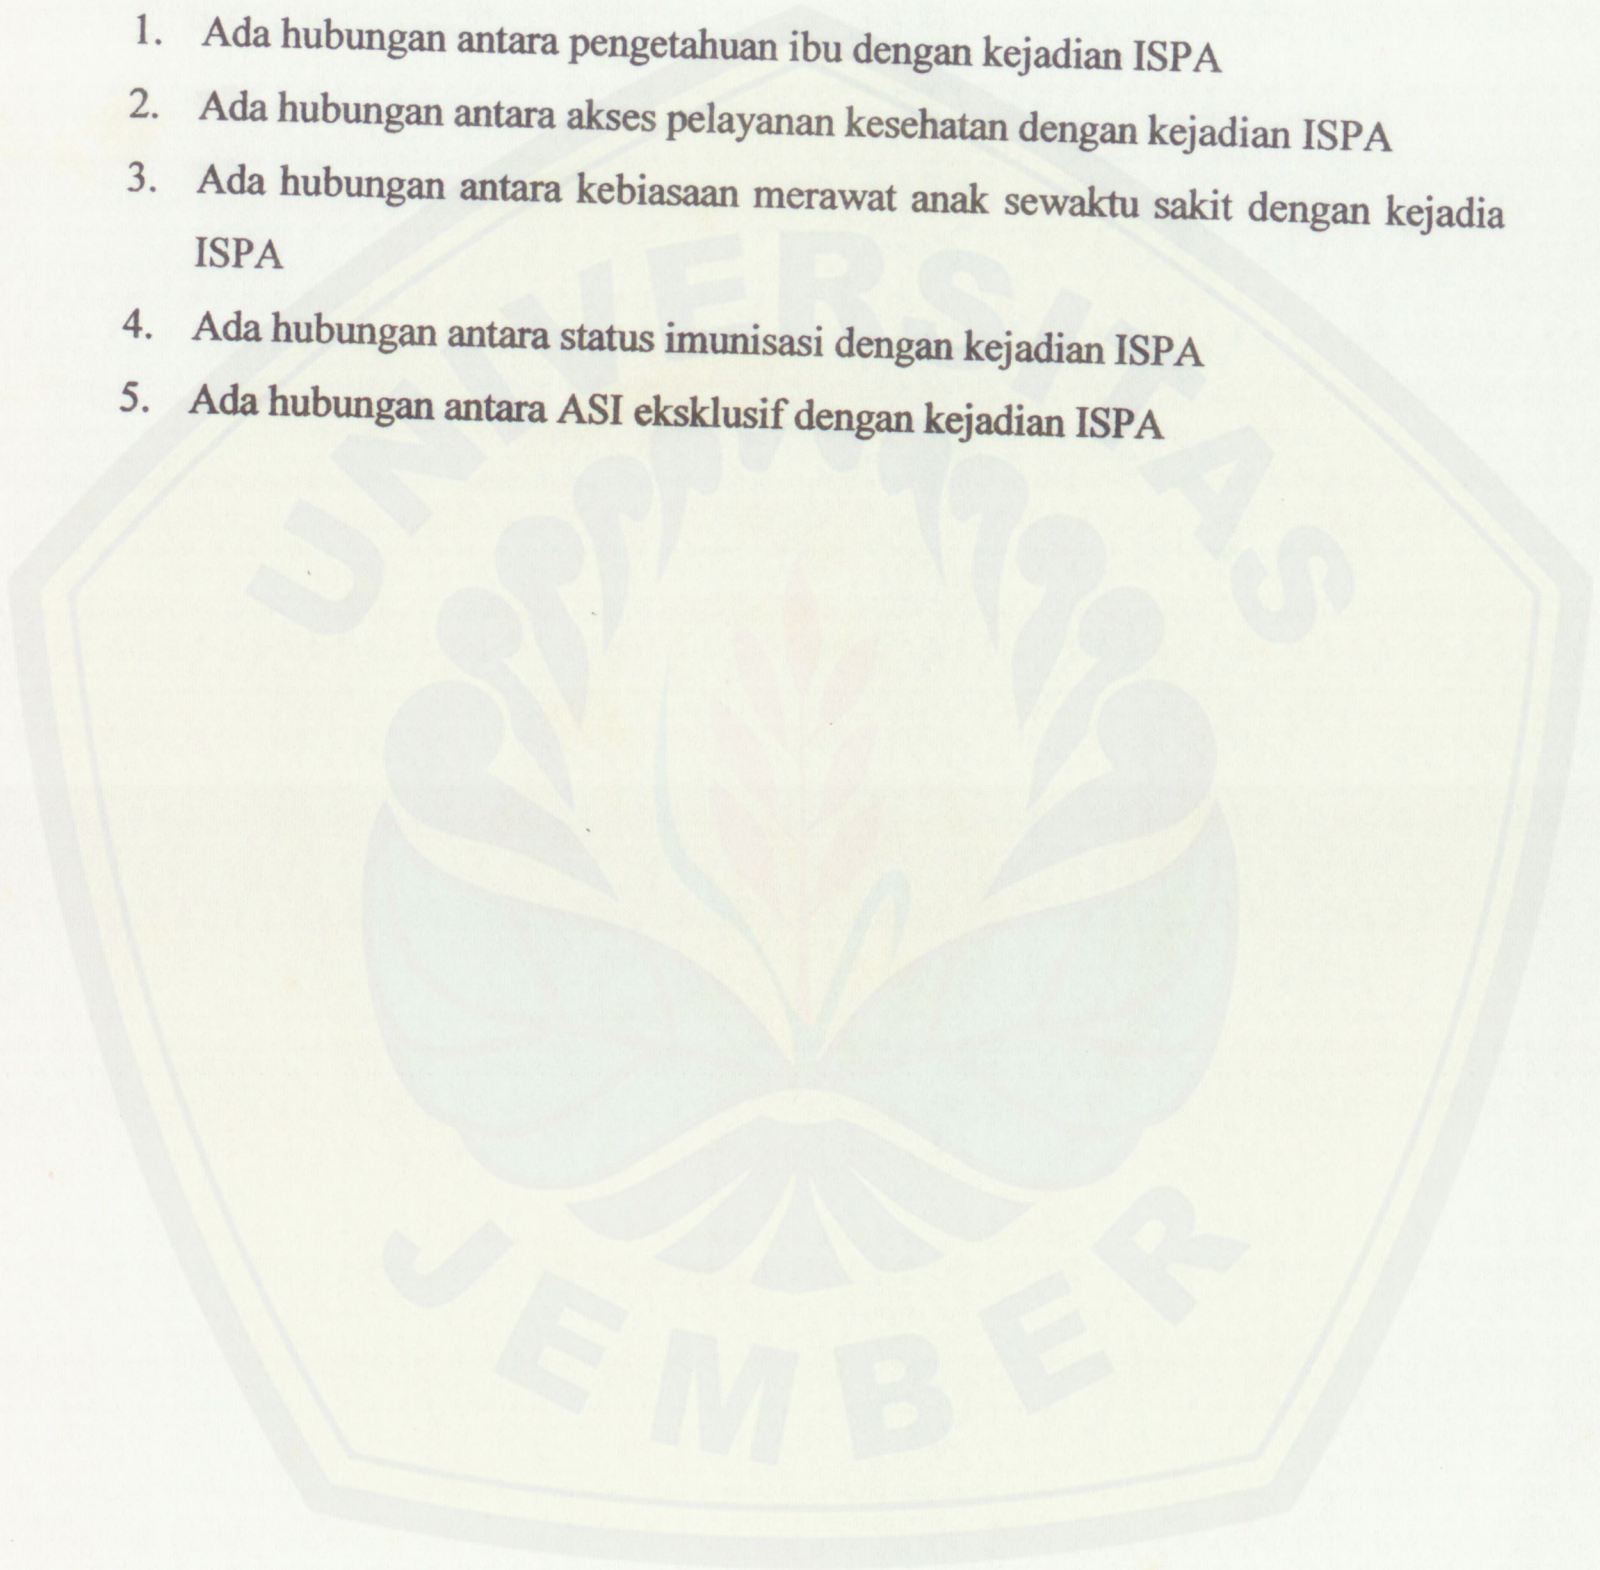 1. Ada hubungan antara pengetahuan ibu dengan kejadian ISPA
2. Ada hubungan antara akses pelayanan kesehatan dengan kejadian ISPA
3. Ada hubungan antara kebiasaan merawat anak sewaktu sakit dengan kejadia
ISPA
4. Ada hubungan antara status imunisasi dengan kejadian ISPA
5. Ada hubungan antara ASI eksklusif dengan kejadian ISPA
UNIVERSITAS
JEMBER